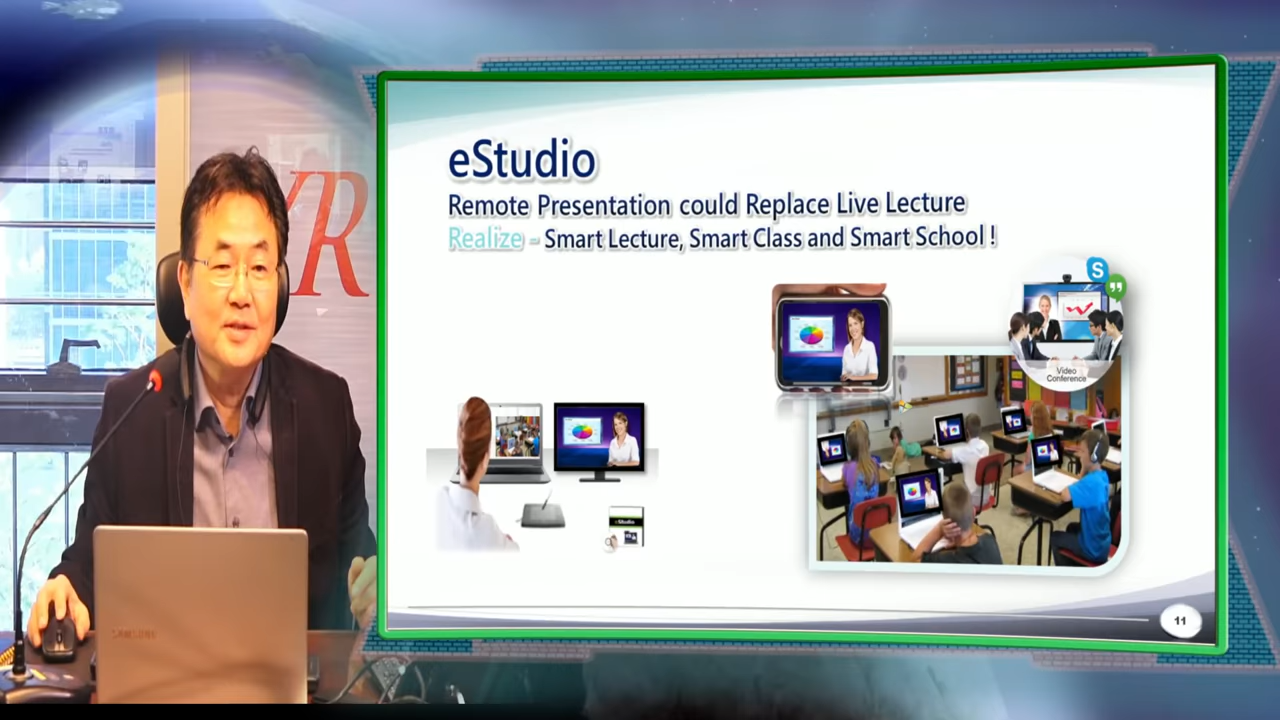 eStudio
Remote Presentation could Replace Live Lecture
Realize - Smart Lecture, Smart Class and Smart School !
S
Video
Conference
eStudio
11
R
SAMSUNG